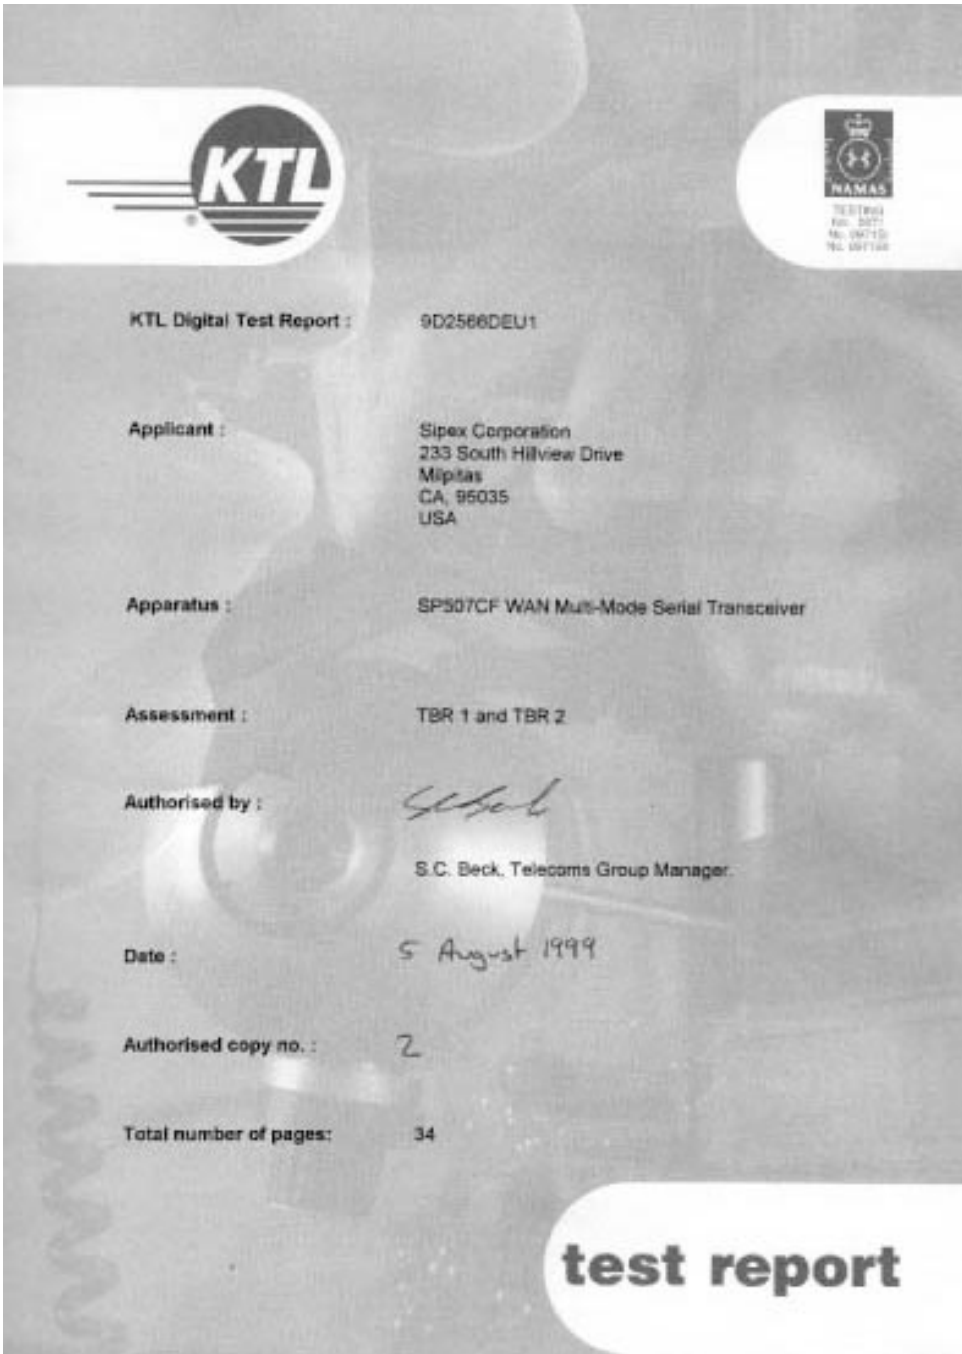 KTL
®
NAMAS
TESTING
KTL Digital Test Report : 9D2566DEU1
Applicant : Sipex Corporation
233 South Hillview Drive
Milpitas
CA, 95035
USA
Apparatus : SP507CF WAN Multi-Mode Serial Transceiver
Assessment : TBR 1 and TBR 2
Authorised by :
S.C. Beck, Telecoms Group Manager.
Date : 5 August 1999
Authorised copy no. : 2
Total number of pages: 34
test report